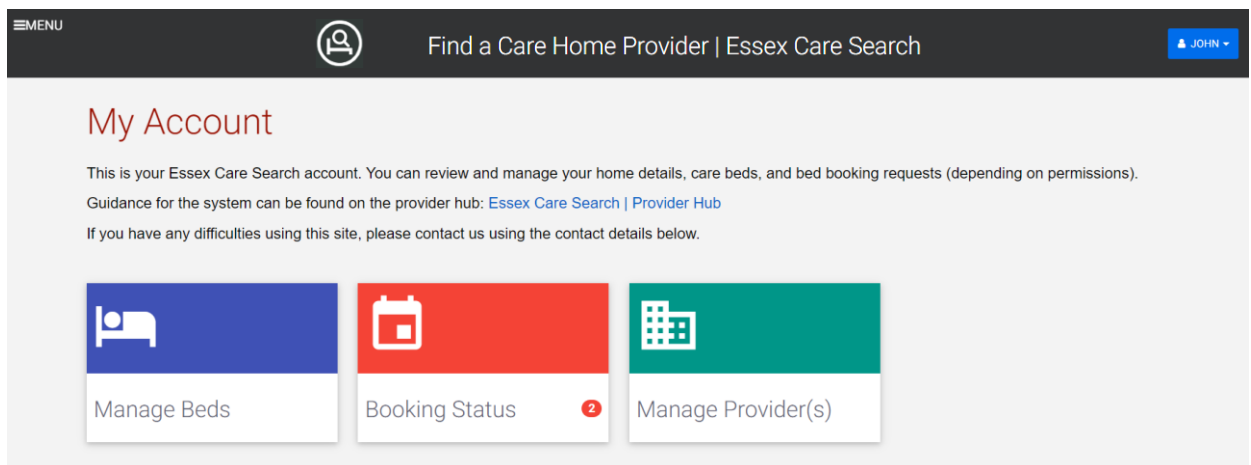 MENU
Find a Care Home Provider | Essex Care Search
JOHN
My Account
This is your Essex Care Search account. You can review and manage your home details, care beds, and bed booking requests (depending on permissions).
Guidance for the system can be found on the provider hub: Essex Care Search | Provider Hub
If you have any difficulties using this site, please contact us using the contact details below.
Manage Beds
Booking Status
2
Manage Provider(s)